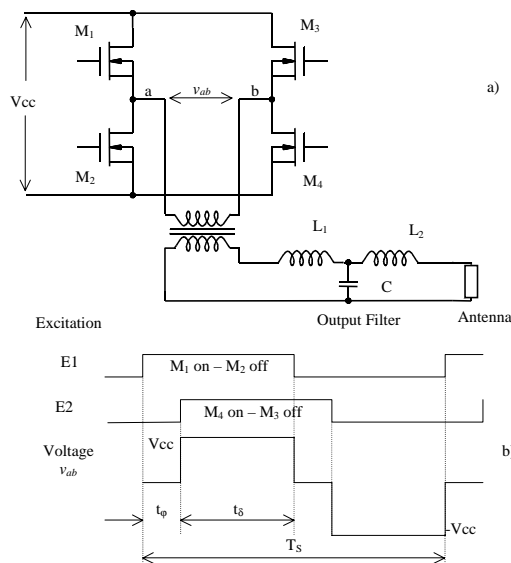 M1
M3
a)
a
vab
b
Vcc
M2
M4
L1
L2
C
Excitation
Output Filter
Antenna
E1
M1 on – M2 off
E2
M4 on – M3 off
Voltage
vab
Vcc
b
tφ
tδ
-Vcc
TS